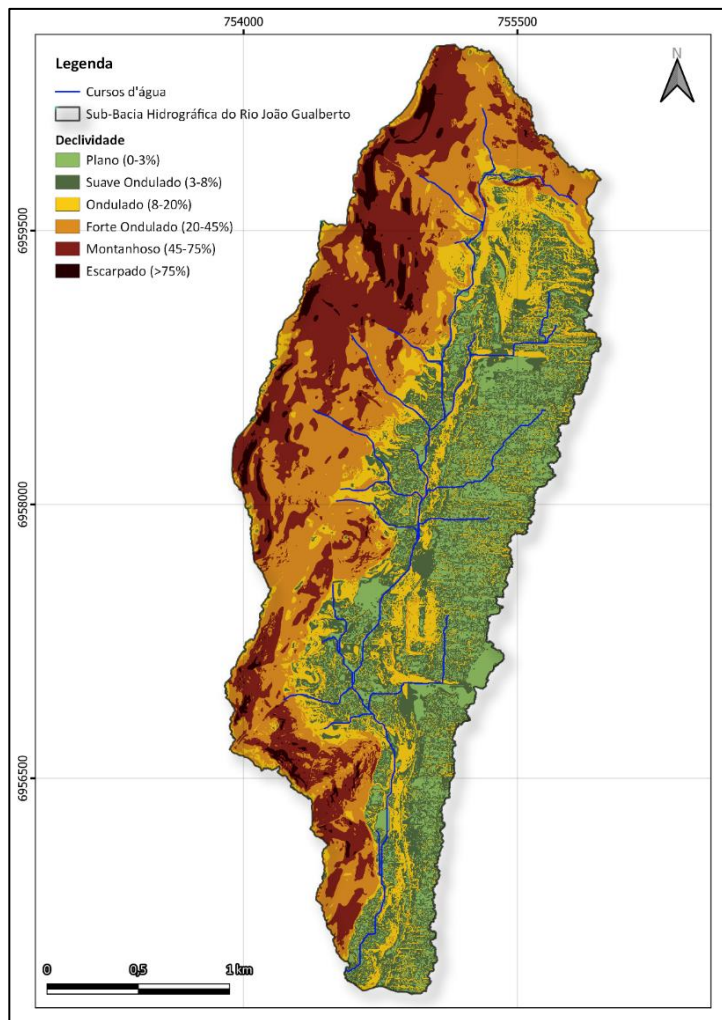 754000
755500
Legenda
N
Cursos d'água
Sub-Bacia Hidrográfica do Rio João Gualberto
Declividade
Plano (0-3%)
Suave Ondulado (3-8%)
Ondulado (8-20%)
Forte Ondulado (20-45%)
Montanhoso (45-75%)
Escarpado (>75%)
6959500
6958000
6956500
0 0,5 1 km